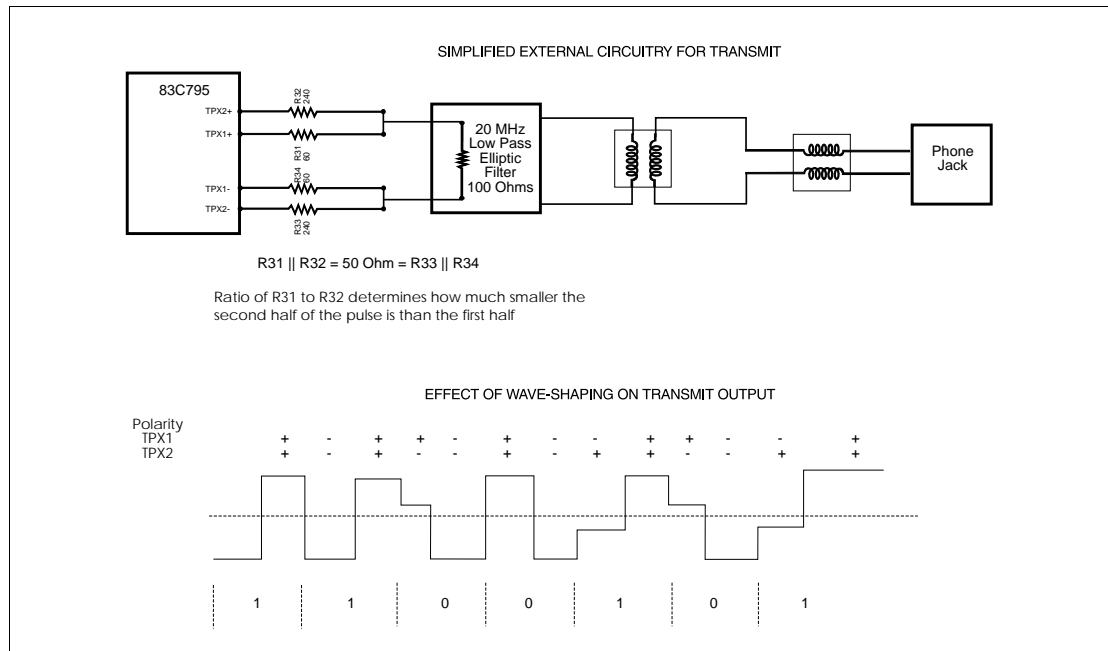 SIMPLIFIED EXTERNAL CIRCUITRY FOR TRANSMIT
83C795
TPX2+
TPX1+
TPX1-
TPX2-
R32
240
R31
60
R34
60
R33
240
20 MHz
Low Pass
Elliptic
Filter
100 Ohms
Phone
Jack
R31 || R32 = 50 Ohm = R33 || R34
Ratio of R31 to R32 determines how much smaller the
second half of the pulse is than the first half
EFFECT OF WAVE-SHAPING ON TRANSMIT OUTPUT
Polarity
TPX1 + - + + - + - - + + - - +
TPX2 + - + - - + - + + - - + +
1 1 0 0 1 0 1